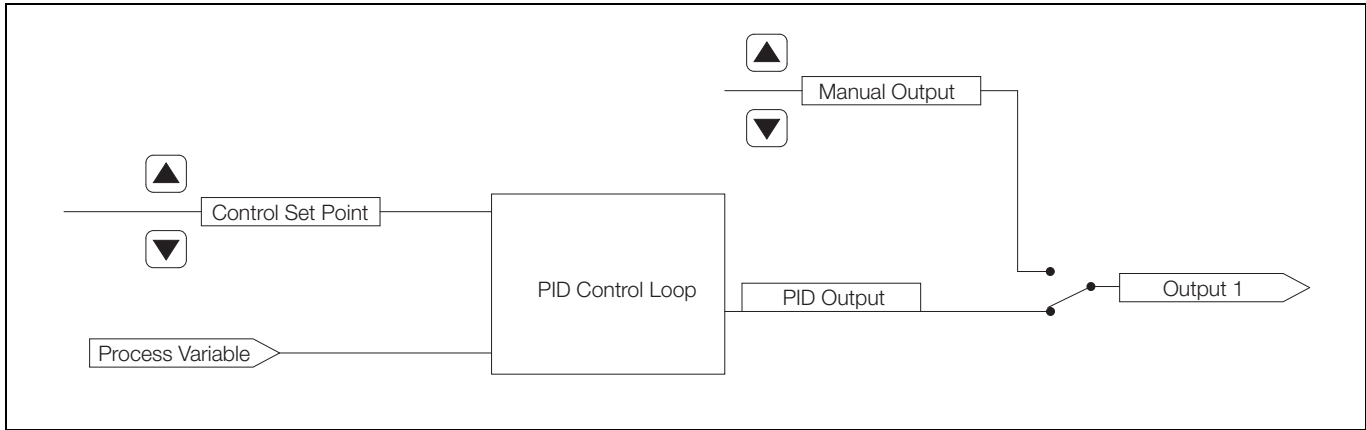 Manual Output
Control Set Point
PID Control Loop
PID Output
Output 1
Process Variable